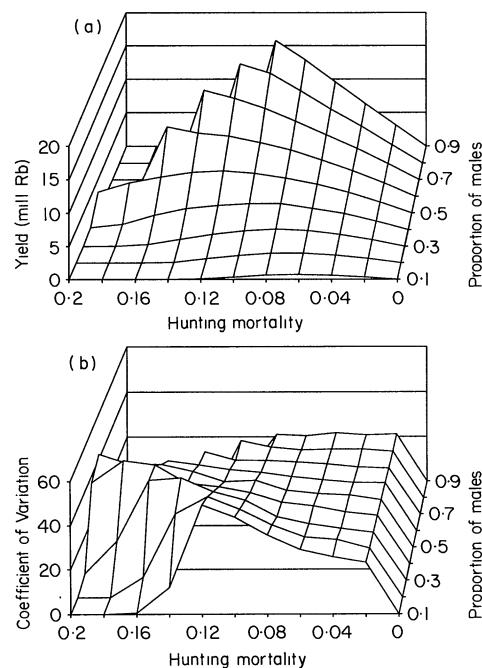 (a)
Yield (mill Rb)
20
15
10
5
0
0·2 0·16 0·12 0·08 0·04 0
Hunting mortality
0·9
0·7
0·5
0·3
0·1
Proportion of males
(b)
Coefficient of Variation
60
40
20
0
0·2 0·16 0·12 0·08 0·04 0
Hunting mortality
0·9
0·7
0·5
0·3
0·1
Proportion of males